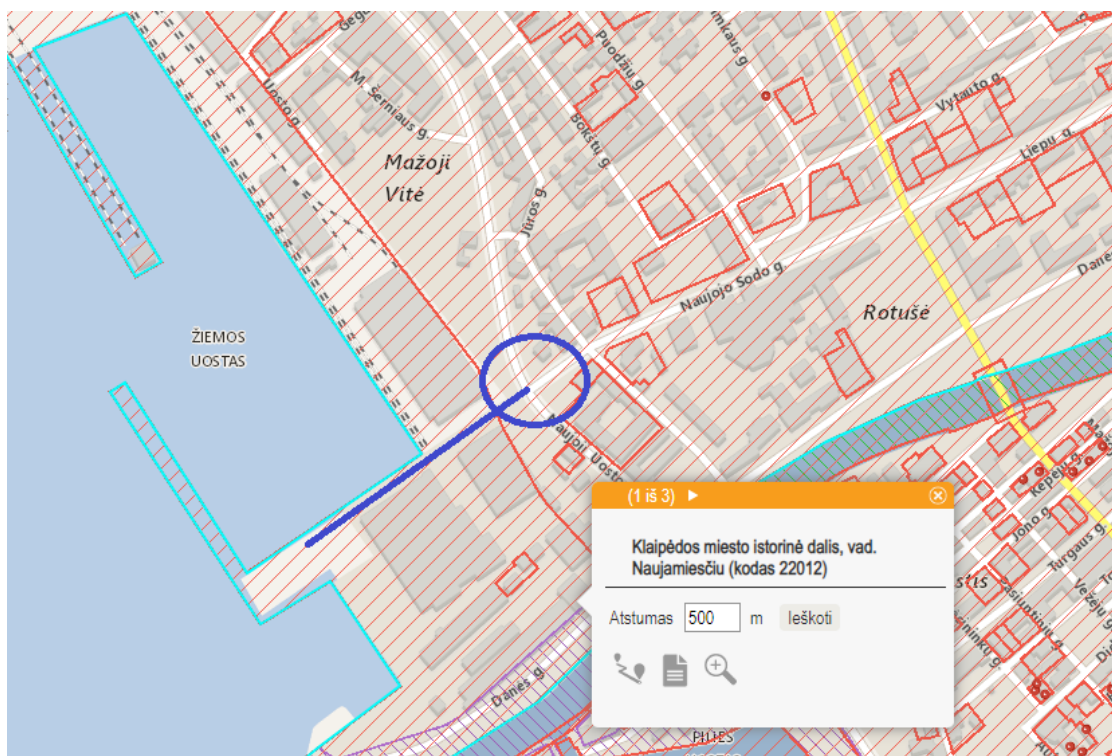 Uosto g.
M. Šerniaus g.
Mažoji
Vitė
Puodžių g.
Bokštų g.
Jūros g.
Vytauto g.
Liepų g.
Naujojo Sodo g.
Rotušė
ŽIEMOS
UOSTAS
Naujoji Uosto
Kepėjų g.
Jono g.
Turgaus g.
Vežėjų g.
Danės g.
(1 iš 3)
Klaipėdos miesto istorinė dalis, vad.
Naujamiesčiu (kodas 22012)
Atstumas 500 m Ieškoti